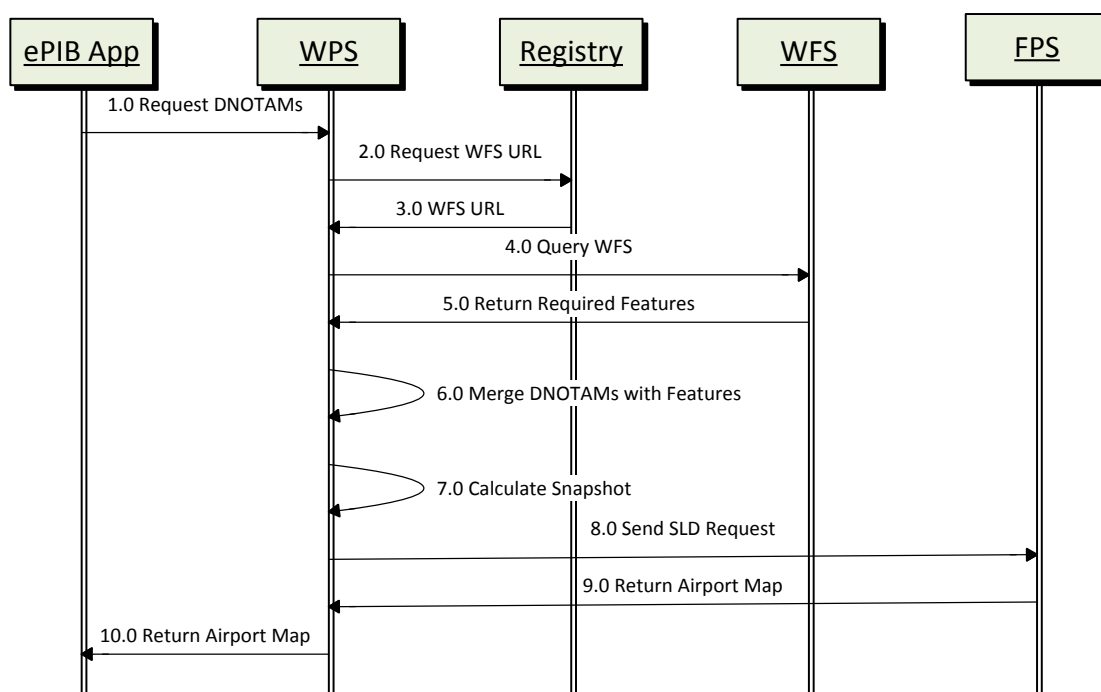 ePIB App
WPS
Registry
WFS
FPS
1.0 Request DNOTAMs
2.0 Request WFS URL
3.0 WFS URL
4.0 Query WFS
5.0 Return Required Features
6.0 Merge DNOTAMs with Features
7.0 Calculate Snapshot
8.0 Send SLD Request
9.0 Return Airport Map
10.0 Return Airport Map